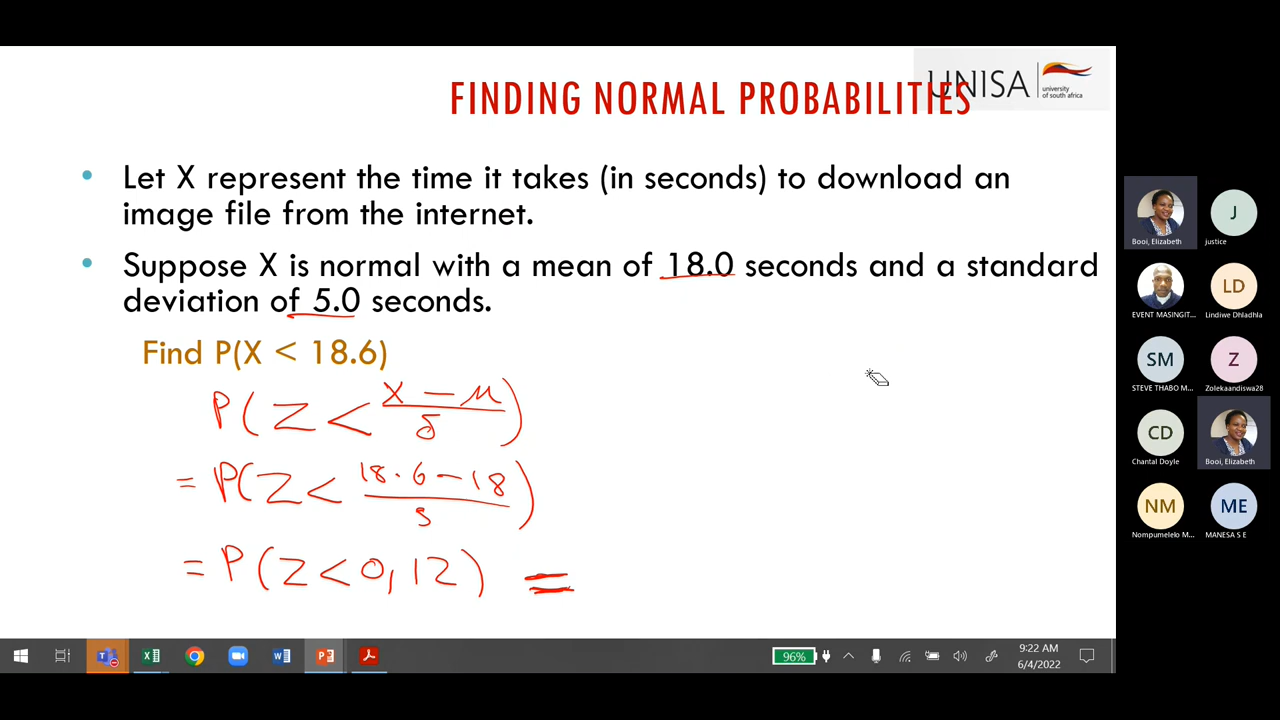 FINDING NORMAL PROBABILITIES
UNISA
university
of south africa
• Let X represent the time it takes (in seconds) to download an
image file from the internet.
• Suppose X is normal with a mean of 18.0 seconds and a standard
deviation of 5.0 seconds.
Find P(X < 18.6)
P(Z < (X - μ)/δ)
= P(Z < (18.6 - 18)/5)
= P(Z < 0,12) =
Booi, Elizabeth
J
justice
EVENT MASINGIT...
LD
Lindiwe Dhladhla
SM
STEVE THABO M...
Z
Zolekaandiswa28
CD
Chantal Doyle
Booi, Elizabeth
NM
Nompumelelo M...
ME
MANESA S E
96%
9:22 AM
6/4/2022